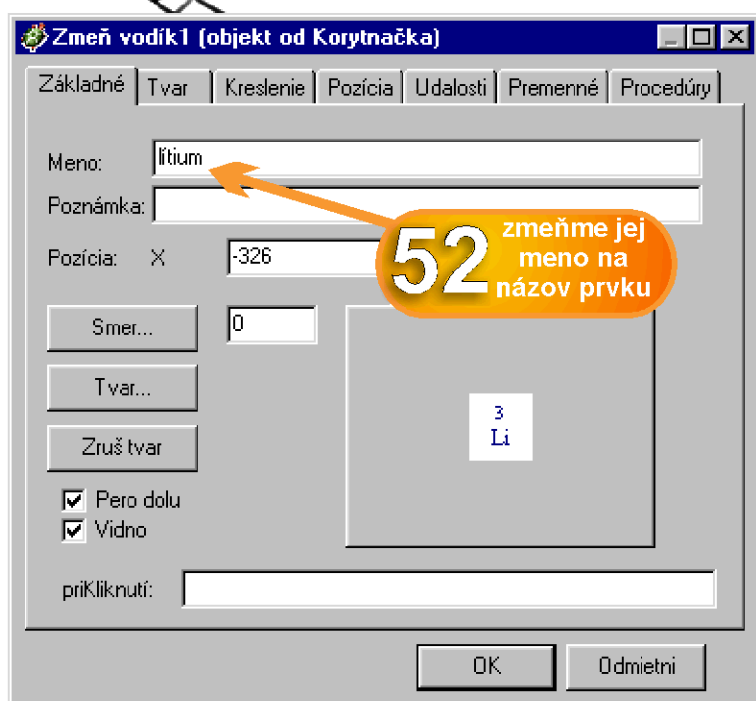 Zmeň vodík1 (objekt od Korytnačka)
Základné Tvar Kreslenie Pozícia Udalosti Premenné Procedúry
Meno: lítium
Poznámka:
Pozícia: X -326
52 zmeňme jej
meno na
názov prvku
Smer... 0
Tvar...
3
Li
Zruš tvar
Pero dolu
Vidno
priKliknutí:
OK Odmietni